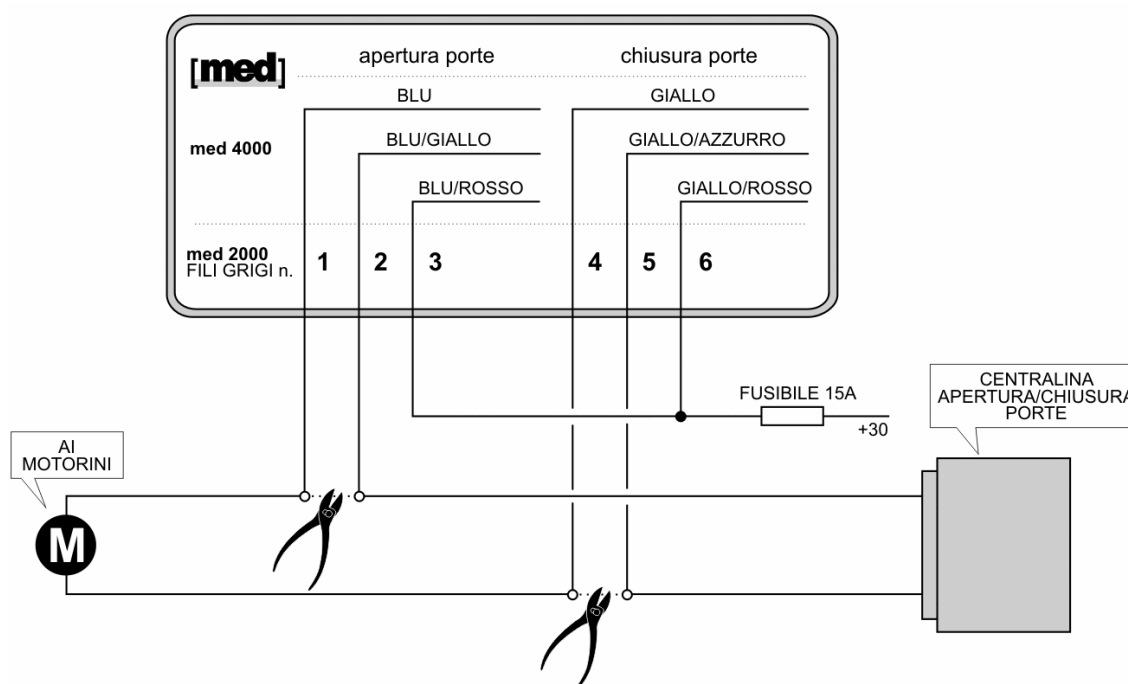 [med]
apertura porte
chiusura porte
BLU
GIALLO
med 4000
BLU/GIALLO
GIALLO/AZZURRO
BLU/ROSSO
GIALLO/ROSSO
med 2000
FILI GRIGI n.
1 2 3 4 5 6
FUSIBILE 15A
+30
CENTRALINA
APERTURA/CHIUSURA
PORTE
AI
MOTORINI
M